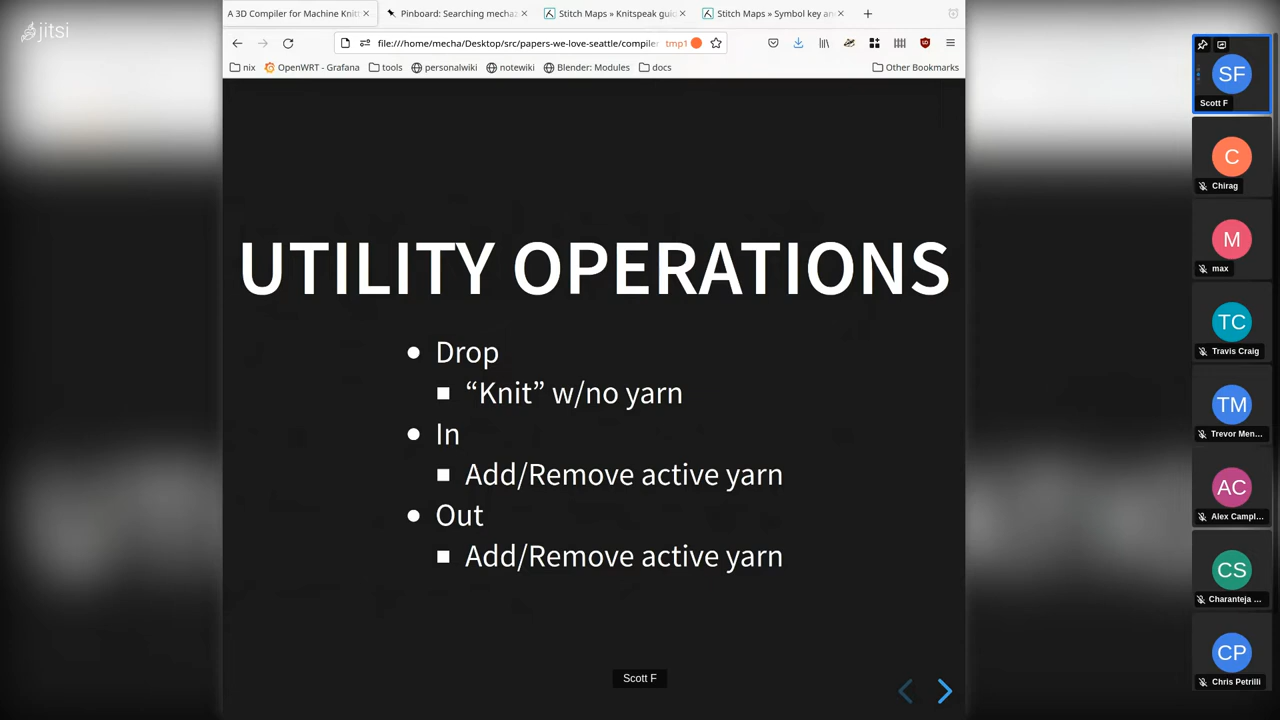 jitsi
A 3D Compiler for Machine Knitt
Pinboard: Searching mecha
Stitch Maps » Knitspeak guid
Stitch Maps » Symbol key an
file:///home/mecha/Desktop/src/papers-we-love-seattle/compiler
tmp1
nix
OpenWRT - Grafana
tools
personalwiki
notewiki
Blender: Modules
docs
Other Bookmarks
UTILITY OPERATIONS
Drop
“Knit” w/no yarn
In
Add/Remove active yarn
Out
Add/Remove active yarn
Scott F
SF
Scott F
C
Chirag
M
max
TC
Travis Craig
TM
Trevor Men...
AC
Alex Campl...
CS
Charanteja ...
CP
Chris Petrilli